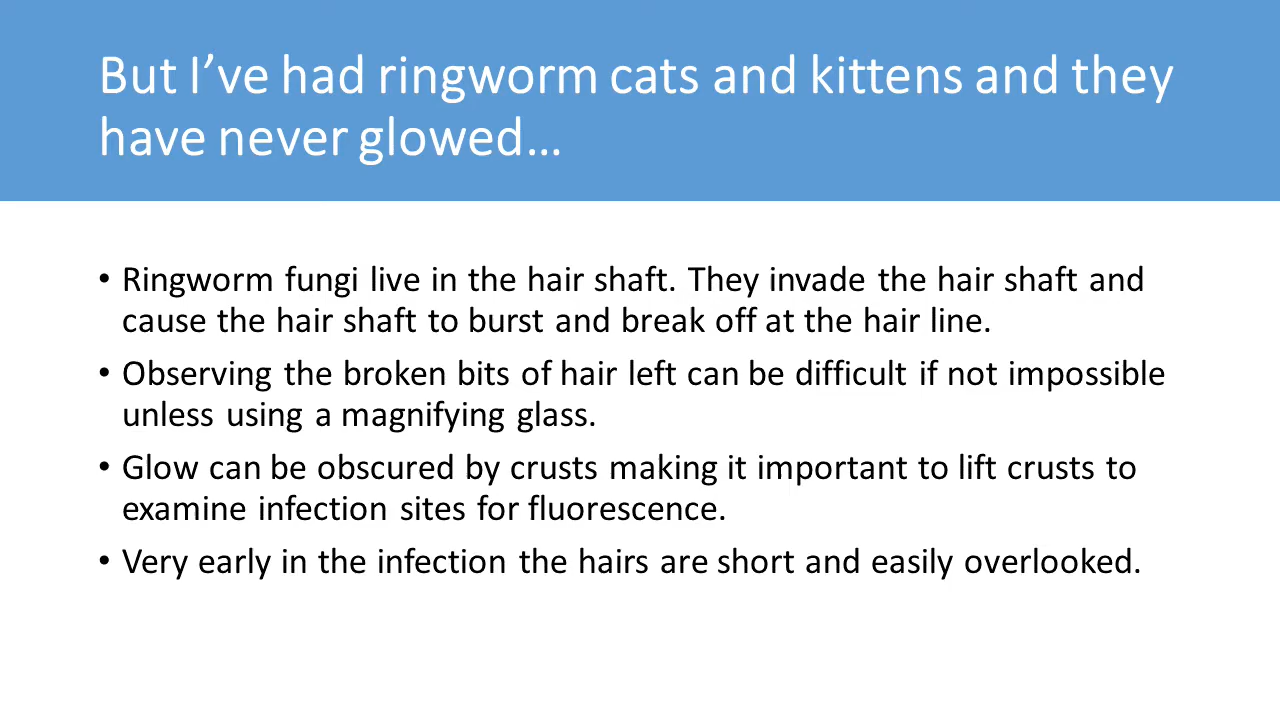 But I’ve had ringworm cats and kittens and they
have never glowed…
• Ringworm fungi live in the hair shaft. They invade the hair shaft and
cause the hair shaft to burst and break off at the hair line.
• Observing the broken bits of hair left can be difficult if not impossible
unless using a magnifying glass.
• Glow can be obscured by crusts making it important to lift crusts to
examine infection sites for fluorescence.
• Very early in the infection the hairs are short and easily overlooked.